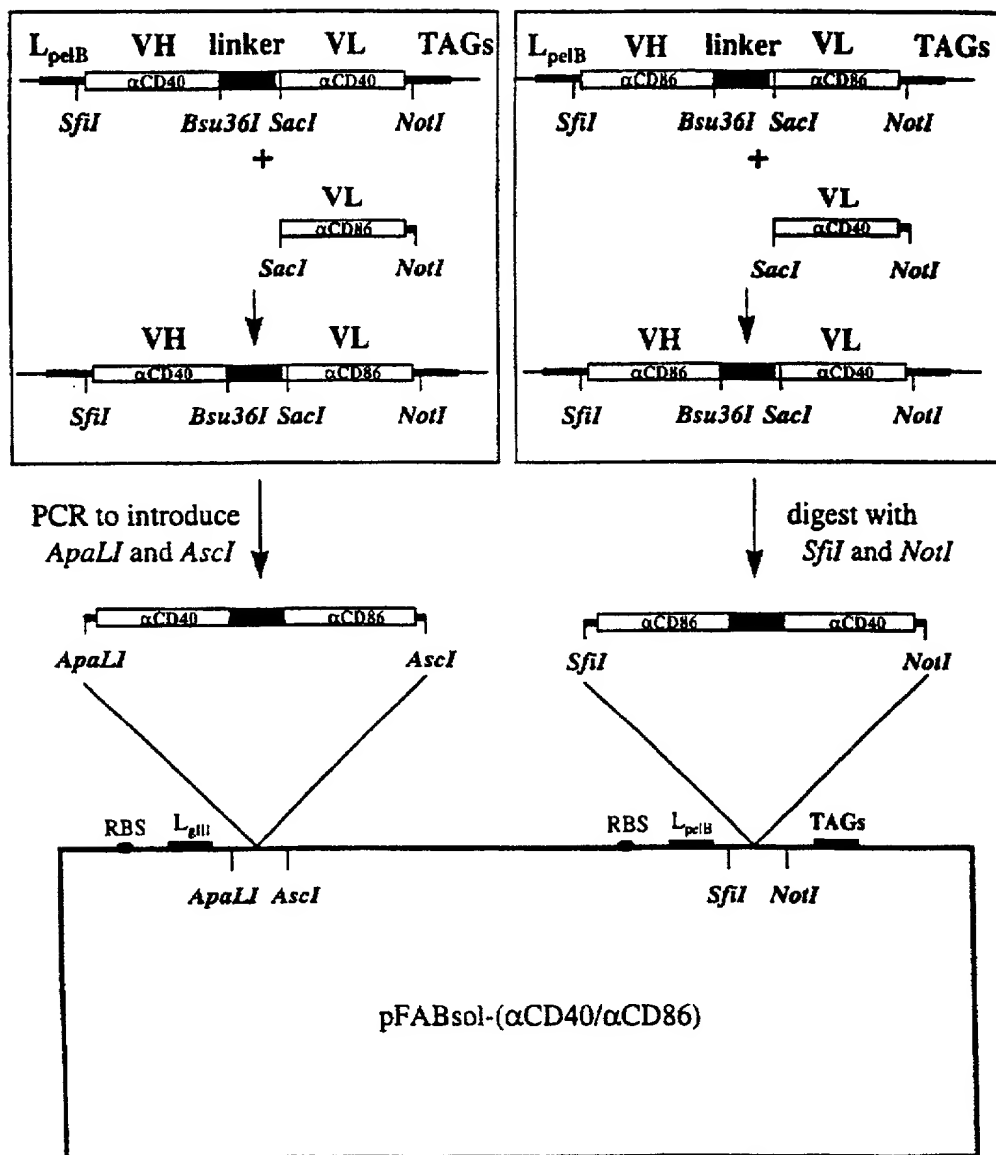 LpelB VH linker VL TAGs
αCD40 αCD40
SfiI Bsu36I SacI NotI
+
VL
αCD86
SacI NotI
VH VL
αCD40 αCD86
SfiI Bsu36I SacI NotI
LpelB VH linker VL TAGs
αCD86 αCD86
SfiI Bsu36I SacI NotI
+
VL
αCD40
SacI NotI
VH VL
αCD86 αCD40
SfiI Bsu36I SacI NotI
PCR to introduce
ApaLI and AscI
digest with
SfiI and NotI
αCD40 αCD86
ApaLI AscI
αCD86 αCD40
SfiI NotI
RBS LgIII RBS LpelB TAGs
ApaLI AscI SfiI NotI
pFABsol-(αCD40/αCD86)